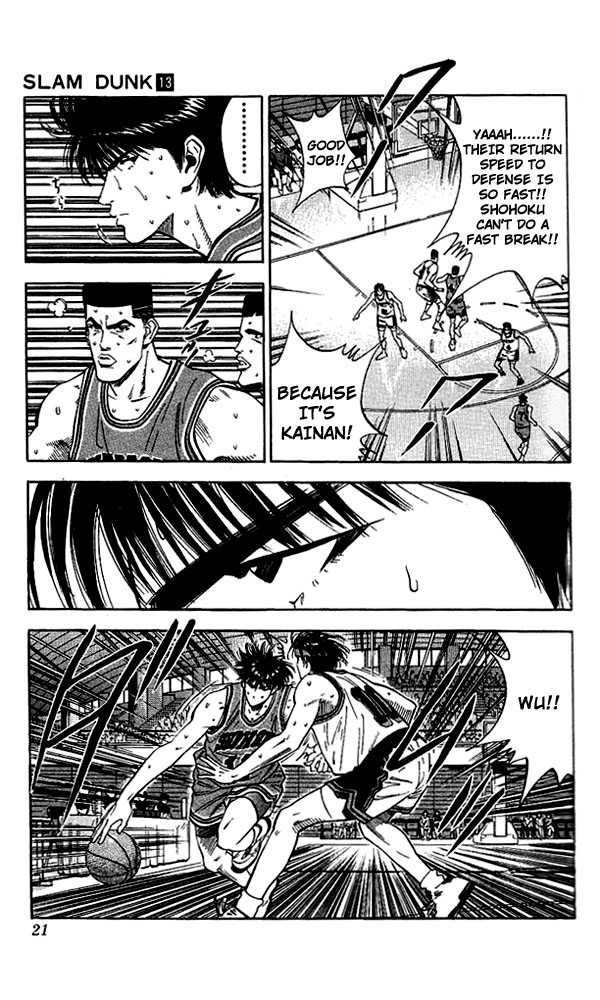 SLAM DUNK 13
YAAAH......!!
THEIR RETURN
SPEED TO
DEFENSE IS
SO FAST!!
SHOHOKU
CAN'T DO A
FAST BREAK!!
GOOD
JOB!!
BECAUSE
IT'S
KAINAN!
.........
WU!!
21